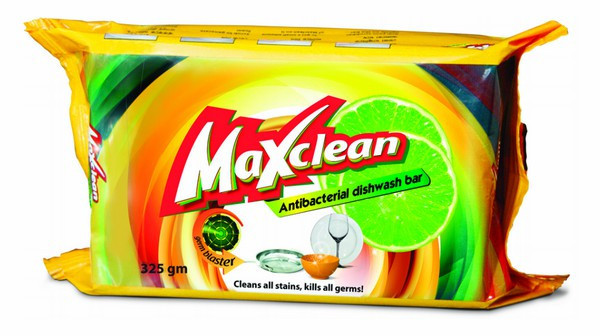 Maxclean
Antibacterial dishwash bar
germ blaster
325 gm
Cleans all stains, kills all germs!
Maxclean